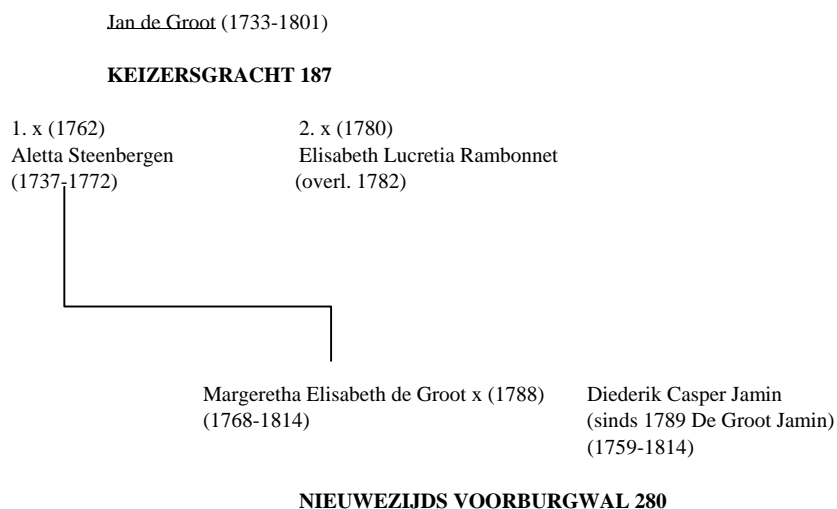 Jan de Groot (1733-1801)
KEIZERSGRACHT 187
1. x (1762)
Aletta Steenbergen
(1737-1772)
2. x (1780)
Elisabeth Lucretia Rambonnet
(overl. 1782)
Margeretha Elisabeth de Groot x (1788)
(1768-1814)
Diederik Casper Jamin
(sinds 1789 De Groot Jamin)
(1759-1814)
NIEUWEZIJDS VOORBURGWAL 280